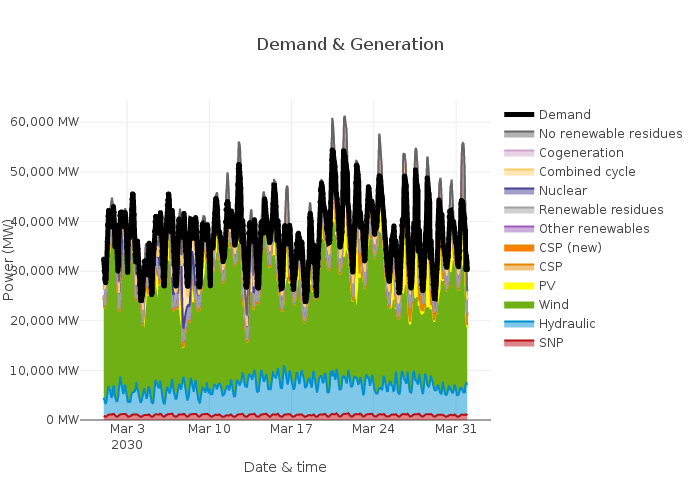 Demand & Generation
60,000 MW
50,000 MW
40,000 MW
30,000 MW
20,000 MW
10,000 MW
0 MW
Power (MW)
Mar 3
2030
Mar 10
Mar 17
Mar 24
Mar 31
Date & time
Demand
No renewable residues
Cogeneration
Combined cycle
Nuclear
Renewable residues
Other renewables
CSP (new)
CSP
PV
Wind
Hydraulic
SNP